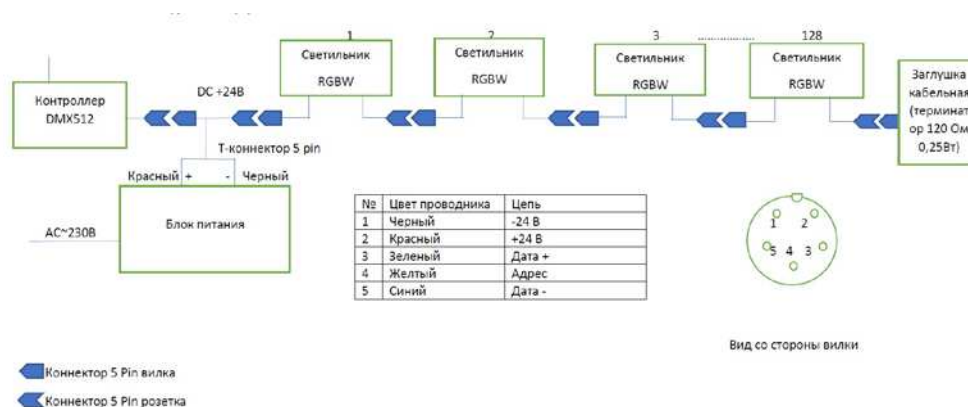 1
2
3
128
Светильник
RGBW
Светильник
RGBW
Светильник
RGBW
Светильник
RGBW
Контроллер
DMX512
DC +24В
Заглушка
кабельная
(терминат
ор 120 Ом
0,25Вт)
Т-коннектор 5 pin
Красный + - Черный
Блок питания
AC~230В
№ Цвет проводника Цепь
1 Черный -24 В
2 Красный +24 В
3 Зеленый Дата +
4 Желтый Адрес
5 Синий Дата -
1 2
5 4 3
Вид со стороны вилки
Коннектор 5 Pin вилка
Коннектор 5 Pin розетка